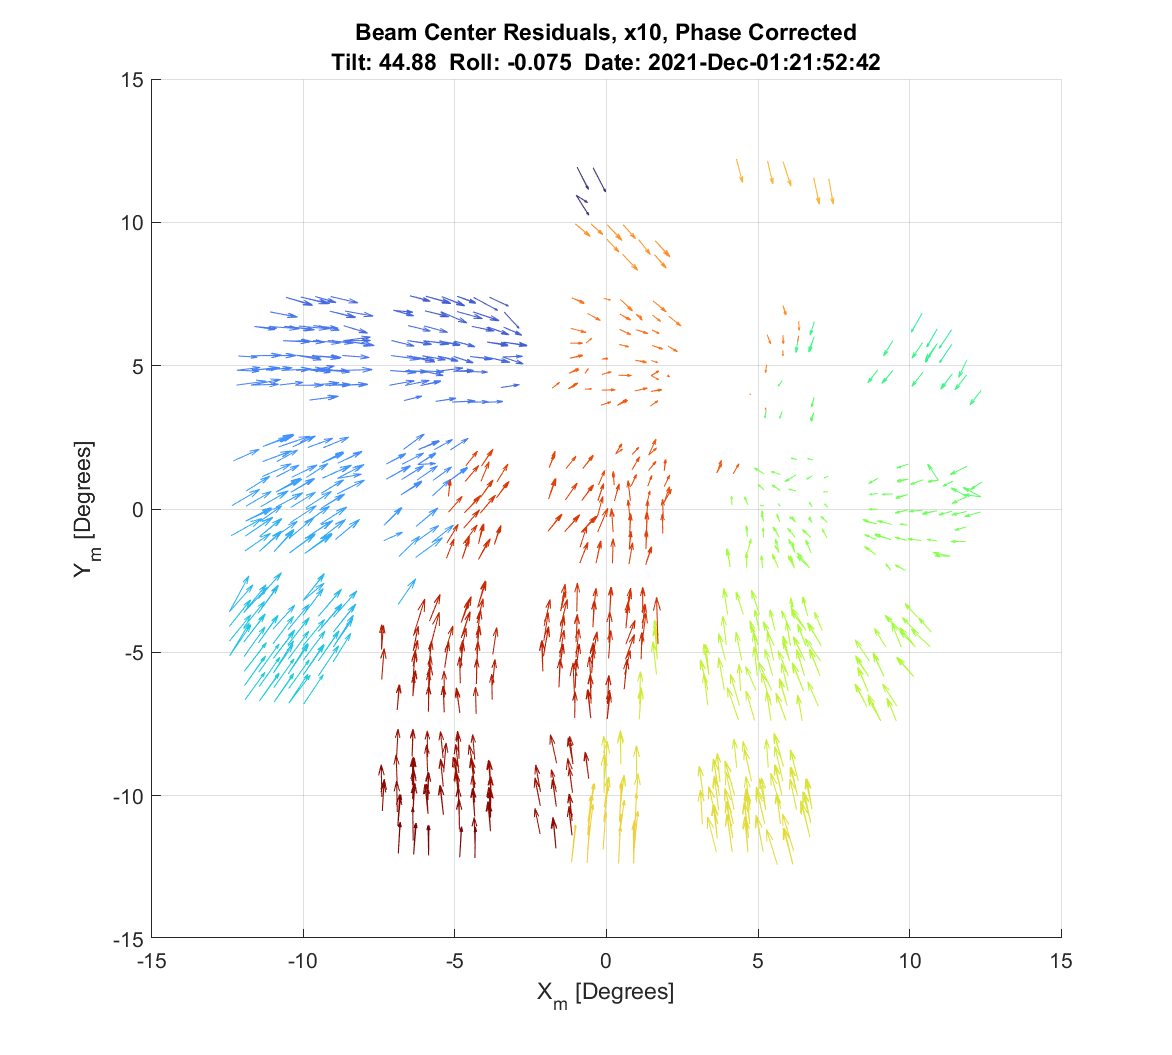 Beam Center Residuals, x10, Phase Corrected
Tilt: 44.88 Roll: -0.075 Date: 2021-Dec-01:21:52:42
15
10
5
0
-5
-10
-15
Y_m [Degrees]
-15 -10 -5 0 5 10 15
X_m [Degrees]